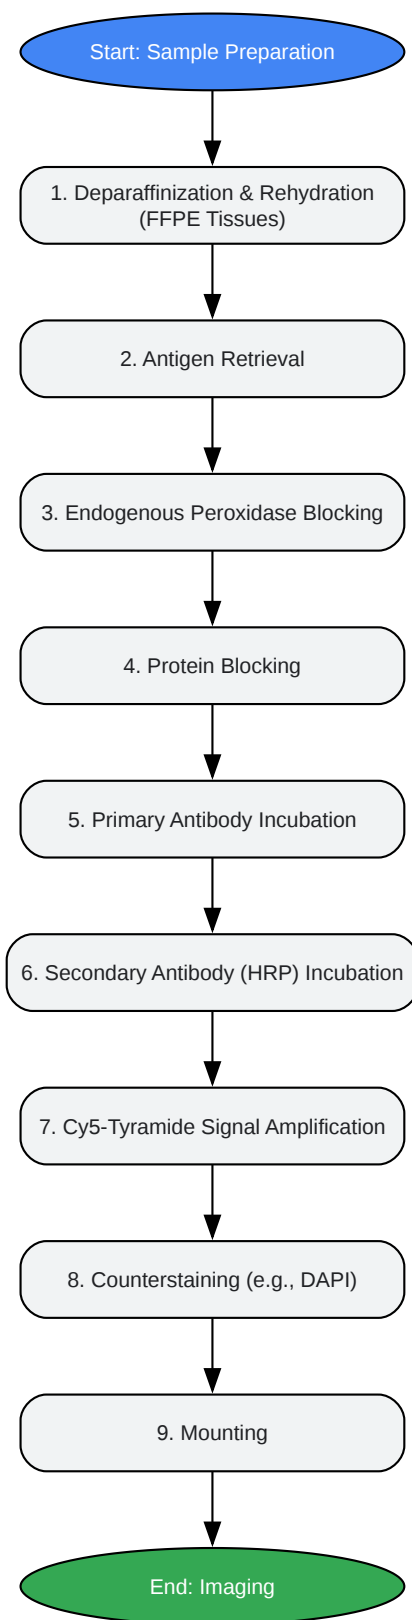 Start: Sample Preparation
1. Deparaffinization & Rehydration
(FFPE Tissues)
2. Antigen Retrieval
3. Endogenous Peroxidase Blocking
4. Protein Blocking
5. Primary Antibody Incubation
6. Secondary Antibody (HRP) Incubation
7. Cy5-Tyramide Signal Amplification
8. Counterstaining (e.g., DAPI)
9. Mounting
End: Imaging